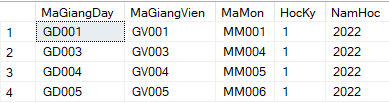 MaGiangDay MaGiangVien MaMon HocKy NamHoc
1 GD001 GV001 MM001 1 2022
2 GD003 GV003 MM004 1 2022
3 GD004 GV004 MM005 1 2022
4 GD005 GV005 MM006 1 2022